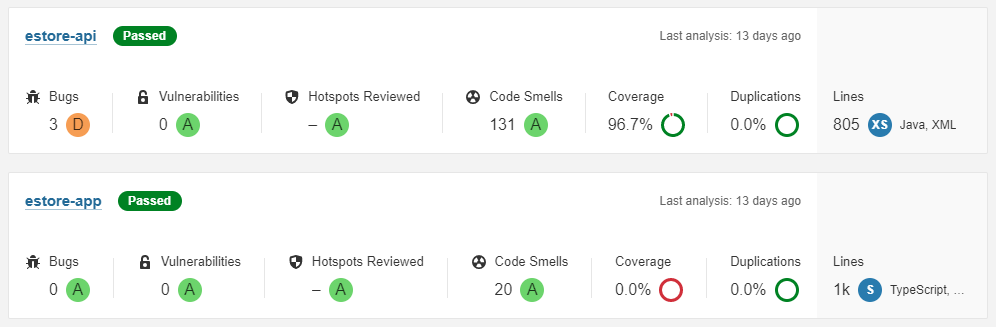 estore-api Passed Last analysis: 13 days ago
Bugs Vulnerabilities Hotspots Reviewed Code Smells Coverage Duplications Lines
3 D 0 A – A 131 A 96.7% 0.0% 805 XS Java, XML
estore-app Passed Last analysis: 13 days ago
Bugs Vulnerabilities Hotspots Reviewed Code Smells Coverage Duplications Lines
0 A 0 A – A 20 A 0.0% 0.0% 1k S TypeScript, ...